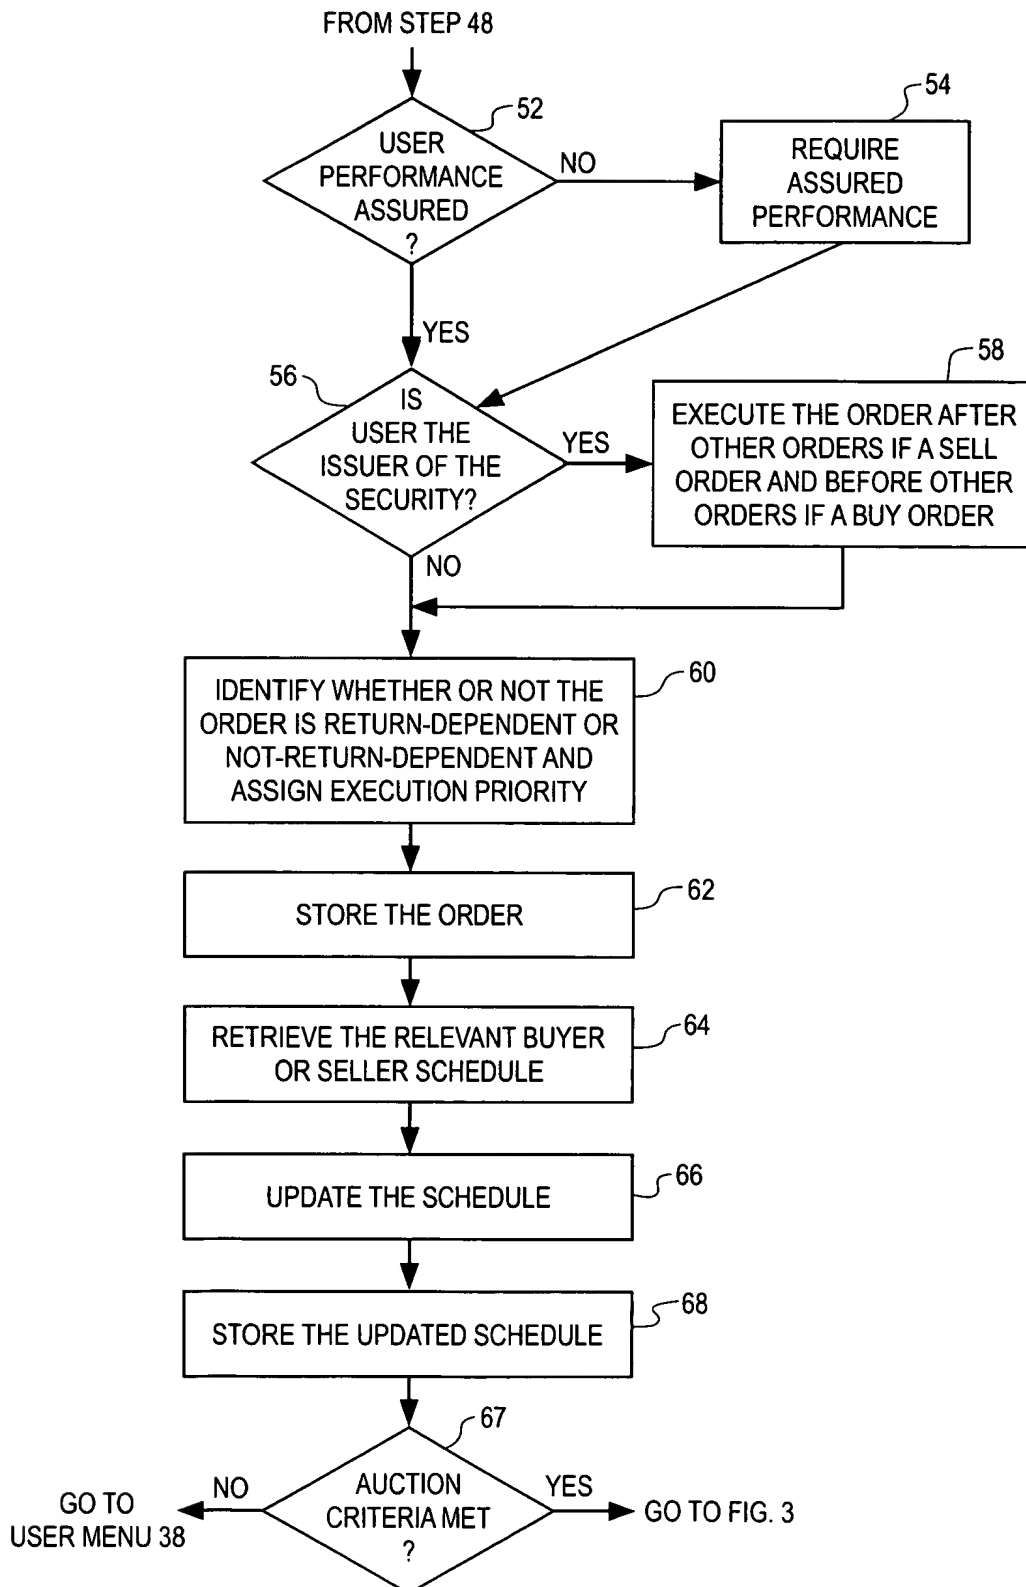 FROM STEP 48
52
USER
PERFORMANCE
ASSURED
?
NO
54
REQUIRE
ASSURED
PERFORMANCE
YES
56
IS
USER THE
ISSUER OF THE
SECURITY?
YES
58
EXECUTE THE ORDER AFTER
OTHER ORDERS IF A SELL
ORDER AND BEFORE OTHER
ORDERS IF A BUY ORDER
NO
60
IDENTIFY WHETHER OR NOT THE
ORDER IS RETURN-DEPENDENT OR
NOT-RETURN-DEPENDENT AND
ASSIGN EXECUTION PRIORITY
62
STORE THE ORDER
64
RETRIEVE THE RELEVANT BUYER
OR SELLER SCHEDULE
66
UPDATE THE SCHEDULE
68
STORE THE UPDATED SCHEDULE
67
AUCTION
CRITERIA MET
?
NO
GO TO
USER MENU 38
YES
GO TO FIG. 3